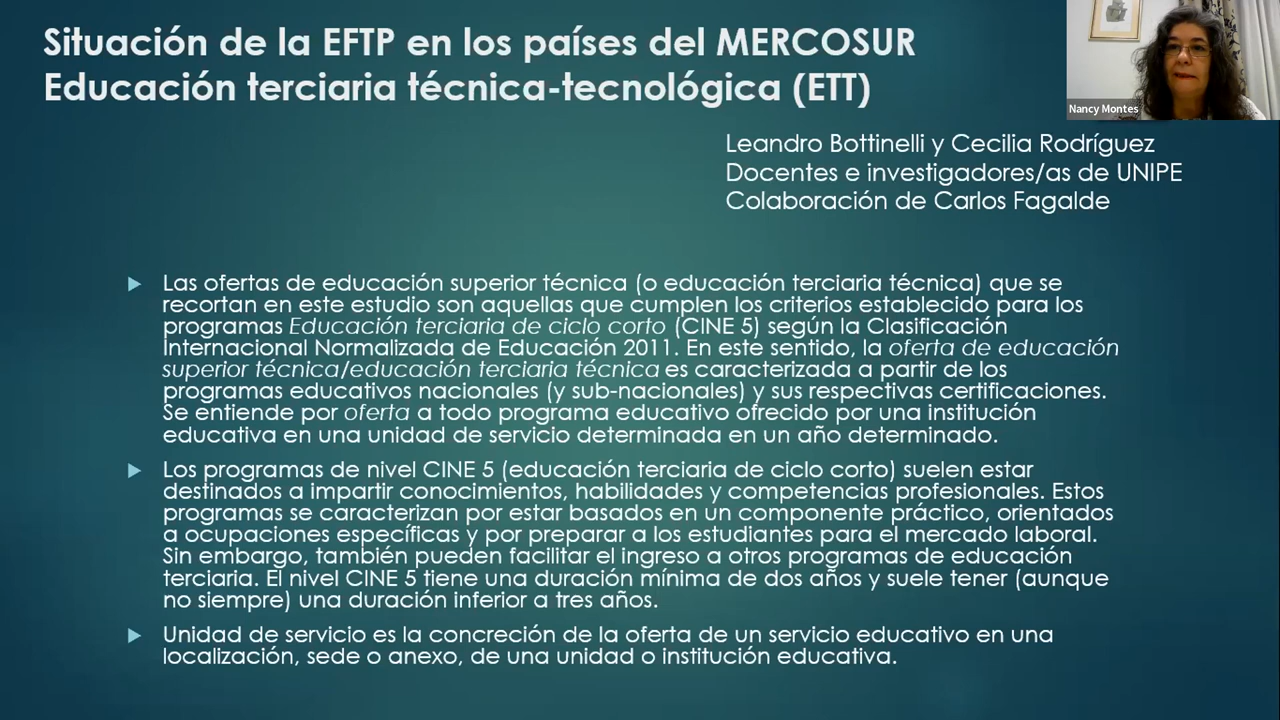 Situación de la EFTP en los países del MERCOSUR
Educación terciaria técnica-tecnológica (ETT)
Nancy Montes
Leandro Bottinelli y Cecilia Rodríguez
Docentes e investigadores/as de UNIPE
Colaboración de Carlos Fagalde
Las ofertas de educación superior técnica (o educación terciaria técnica) que se
recortan en este estudio son aquellas que cumplen los criterios establecido para los
programas Educación terciaria de ciclo corto (CINE 5) según la Clasificación
Internacional Normalizada de Educación 2011. En este sentido, la oferta de educación
superior técnica/educación terciaria técnica es caracterizada a partir de los
programas educativos nacionales (y sub-nacionales) y sus respectivas certificaciones.
Se entiende por oferta a todo programa educativo ofrecido por una institución
educativa en una unidad de servicio determinada en un año determinado.
Los programas de nivel CINE 5 (educación terciaria de ciclo corto) suelen estar
destinados a impartir conocimientos, habilidades y competencias profesionales. Estos
programas se caracterizan por estar basados en un componente práctico, orientados
a ocupaciones específicas y por preparar a los estudiantes para el mercado laboral.
Sin embargo, también pueden facilitar el ingreso a otros programas de educación
terciaria. El nivel CINE 5 tiene una duración mínima de dos años y suele tener (aunque
no siempre) una duración inferior a tres años.
Unidad de servicio es la concreción de la oferta de un servicio educativo en una
localización, sede o anexo, de una unidad o institución educativa.